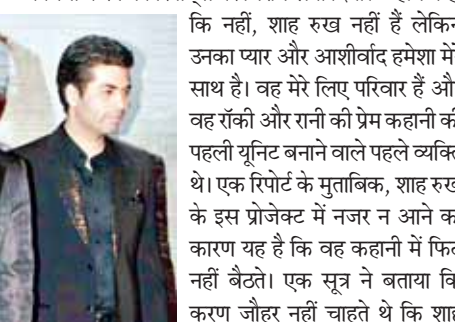 कि नहीं, शाह रुख नहीं हैं लेकिन
उनका प्यार और आशीर्वाद हमेशा
साथ है। वह मेरे लिए परिवार हैं
वह रॉकी और रानी की प्रेम कहानी
पहली यूनिट बनाने वाले पहले व्यक्ति
थे। एक रिपोर्ट के मुताबिक, शाह रुख
के इस प्रोजेक्ट में नजर न आने
कारण यह है कि वह कहानी में
नहीं बैठते। एक सूत्र ने बताया
करण जौहर नहीं चाहते थे कि शाह